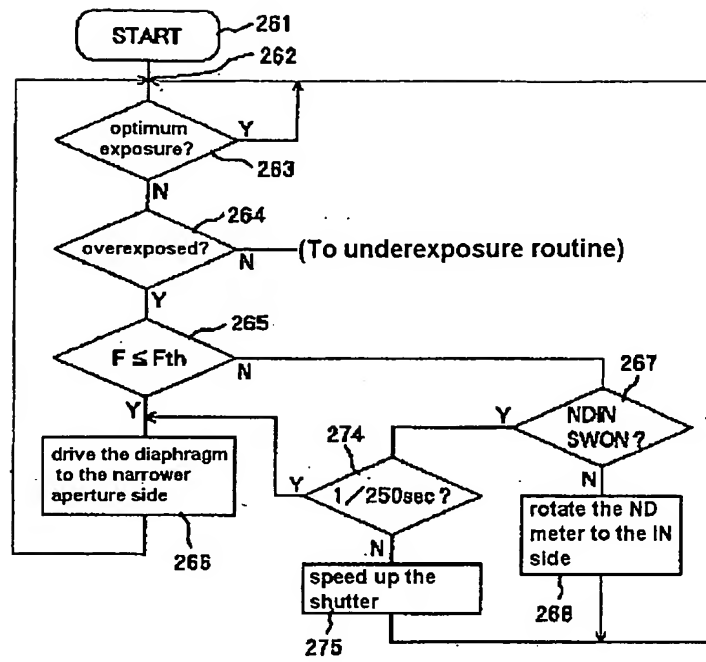 START
261
262
optimum
exposure?
Y
263
N
264
overexposed?
N
(To underexposure routine)
Y
265
F ≤ Fth
N
267
Y
NDIN
SWON ?
Y
274
N
drive the diaphragm
to the narrower
aperture side
Y
1/250sec?
rotate the ND
meter to the IN
side
266
N
268
speed up the
shutter
275